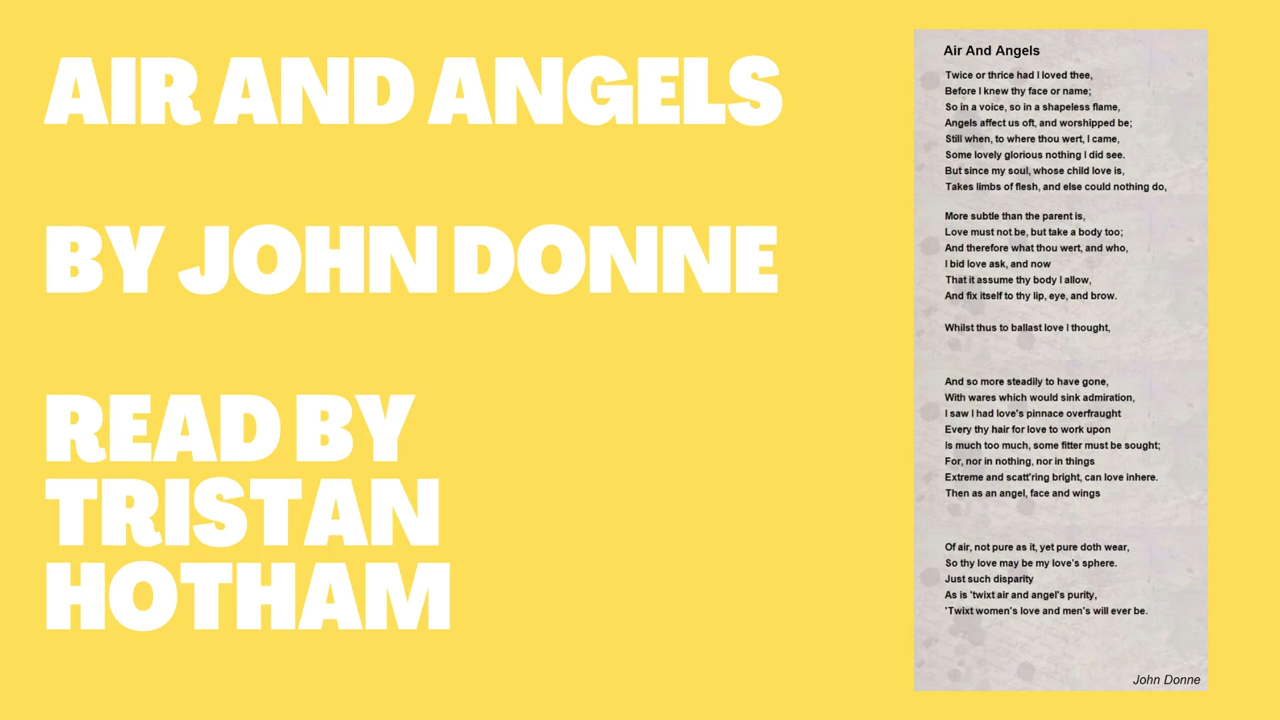 AIR AND ANGELS
BY JOHN DONNE
READ BY
TRISTAN
HOTHAM
Air And Angels
Twice or thrice had I loved thee,
Before I knew thy face or name;
So in a voice, so in a shapeless flame,
Angels affect us oft, and worshipped be;
Still when, to where thou wert, I came,
Some lovely glorious nothing I did see.
But since my soul, whose child love is,
Takes limbs of flesh, and else could nothing do,
More subtle than the parent is,
Love must not be, but take a body too;
And therefore what thou wert, and who,
I bid love ask, and now
That it assume thy body I allow,
And fix itself to thy lip, eye, and brow.
Whilst thus to ballast love I thought,
And so more steadily to have gone,
With wares which would sink admiration,
I saw I had love's pinnace overfraught
Every thy hair for love to work upon
Is much too much, some fitter must be sought;
For, nor in nothing, nor in things
Extreme and scatt'ring bright, can love inhere.
Then as an angel, face and wings
Of air, not pure as it, yet pure doth wear,
So thy love may be my love's sphere.
Just such disparity
As is 'twixt air and angel's purity,
'Twixt women's love and men's will ever be.
John Donne